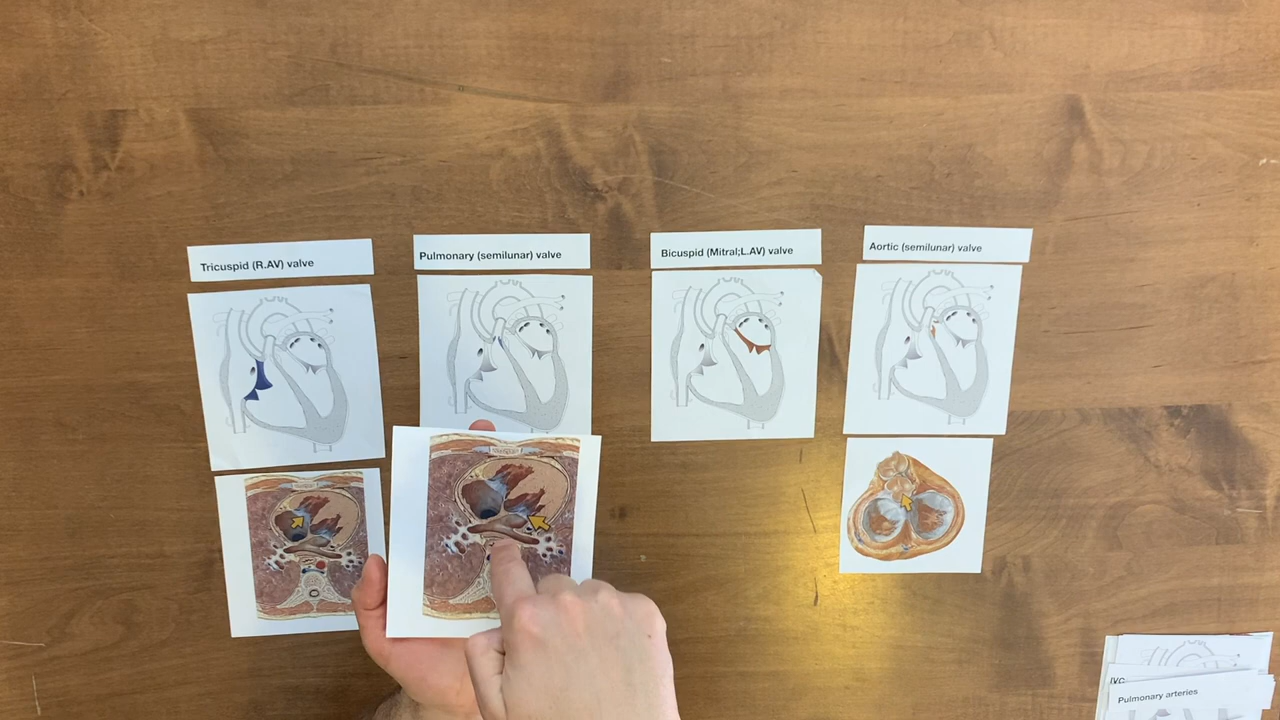 Tricuspid (R.AV) valve
Pulmonary (semilunar) valve
Bicuspid (Mitral;L.AV) valve
Aortic (semilunar) valve
IVC
Pulmonary arteries